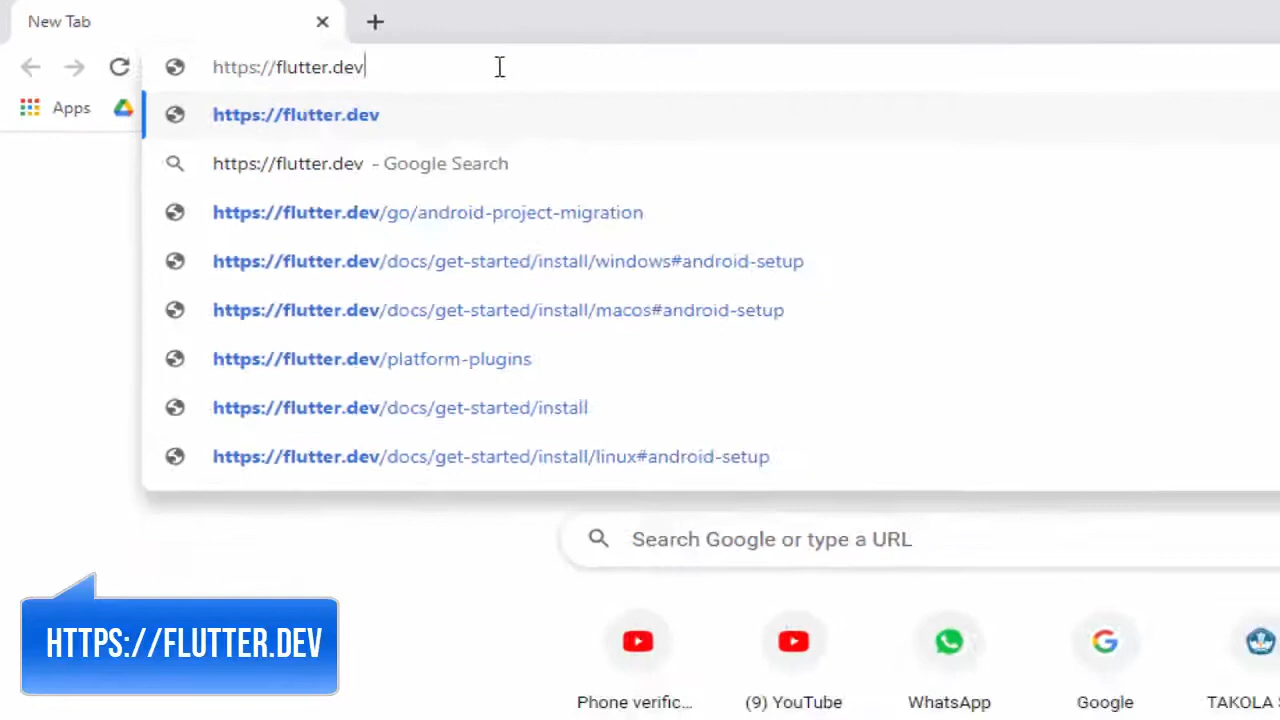 New Tab
https://flutter.dev
Apps
https://flutter.dev
https://flutter.dev - Google Search
https://flutter.dev/go/android-project-migration
https://flutter.dev/docs/get-started/install/windows#android-setup
https://flutter.dev/docs/get-started/install/macos#android-setup
https://flutter.dev/platform-plugins
https://flutter.dev/docs/get-started/install
https://flutter.dev/docs/get-started/install/linux#android-setup
Search Google or type a URL
HTTPS://FLUTTER.DEV
Phone verific... (9) YouTube WhatsApp Google TAKOLA